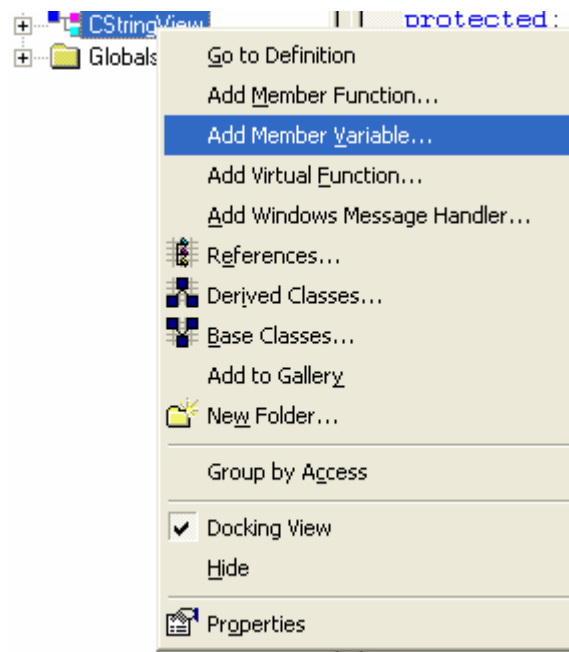 CStringView
protected:
Globals
Go to Definition
Add Member Function...
Add Member Variable...
Add Virtual Function...
Add Windows Message Handler...
References...
Derived Classes...
Base Classes...
Add to Gallery
New Folder...
Group by Access
Docking View
Hide
Properties